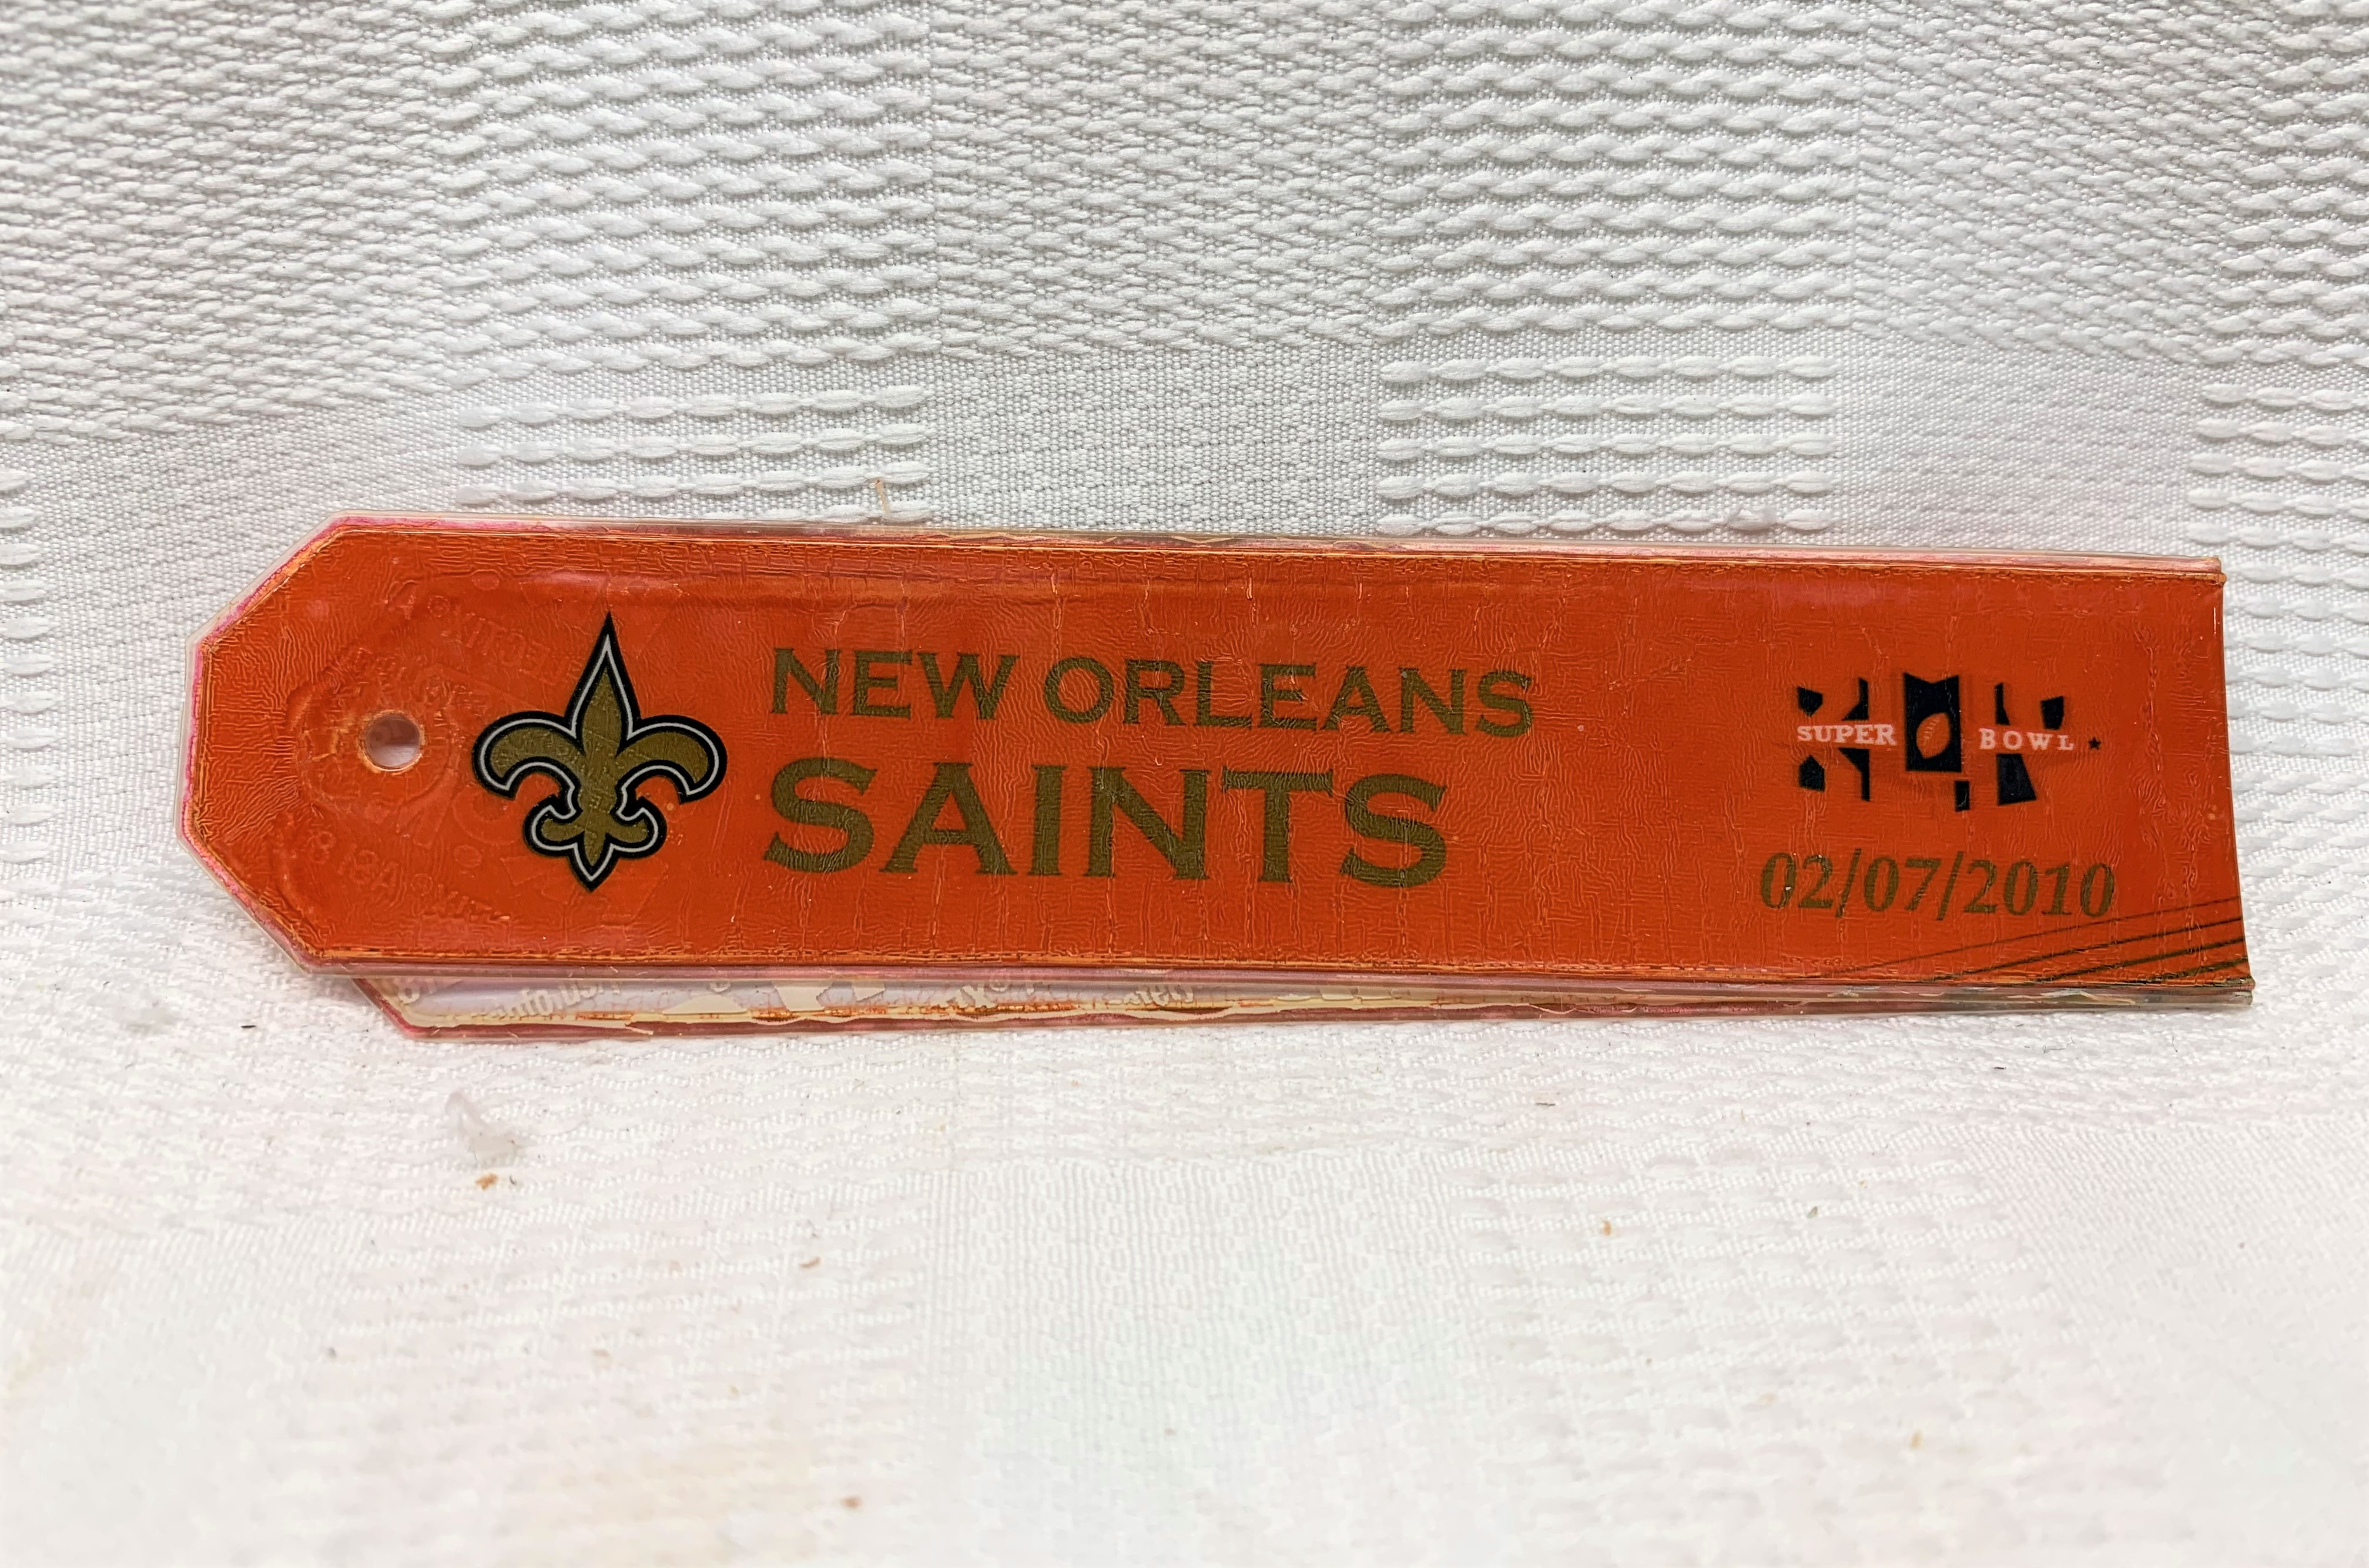 NEW ORLEANS
SAINTS
SUPER BOWL
02/07/2010